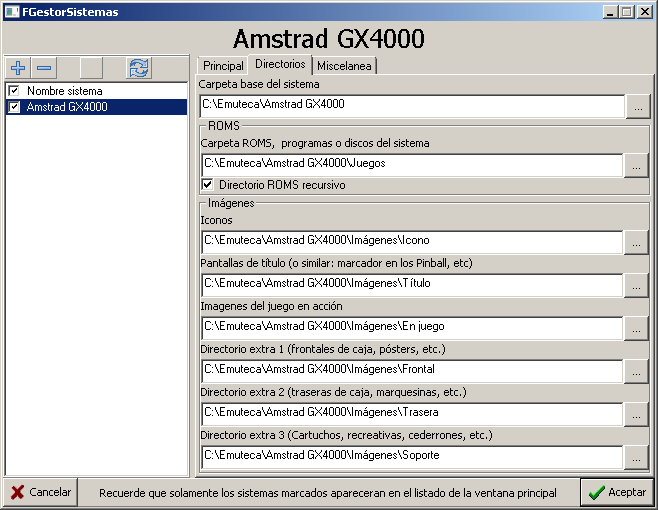 FGestorSistemas
Amstrad GX4000
Principal
Directorios
Miscelanea
Nombre sistema
Amstrad GX4000
Carpeta base del sistema
C:\Emuteca\Amstrad GX4000
...
ROMS
Carpeta ROMS, programas o discos del sistema
C:\Emuteca\Amstrad GX4000\Juegos
...
Directorio ROMS recursivo
Imágenes
Iconos
C:\Emuteca\Amstrad GX4000\Imágenes\Icono
...
Pantallas de título (o similar: marcador en los Pinball, etc)
C:\Emuteca\Amstrad GX4000\Imágenes\Título
...
Imagenes del juego en acción
C:\Emuteca\Amstrad GX4000\Imágenes\En juego
...
Directorio extra 1 (frontales de caja, pósters, etc.)
C:\Emuteca\Amstrad GX4000\Imágenes\Frontal
...
Directorio extra 2 (traseras de caja, marquesinas, etc.)
C:\Emuteca\Amstrad GX4000\Imágenes\Trasera
...
Directorio extra 3 (Cartuchos, recreativas, cederrones, etc.)
C:\Emuteca\Amstrad GX4000\Imágenes\Soporte
...
Cancelar
Recuerde que solamente los sistemas marcados apareceran en el listado de la ventana principal
Aceptar